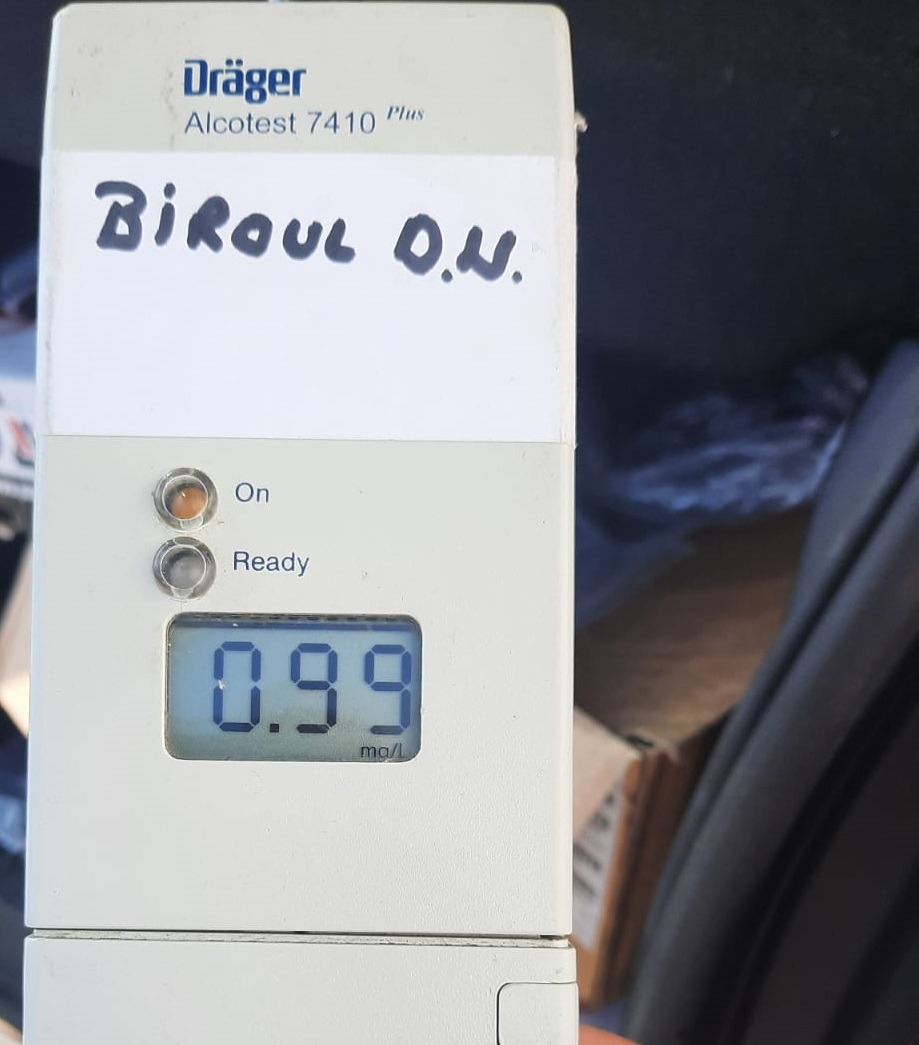 Dräger
Alcotest 7410 Plus
BiROUL D.N.
On
Ready
0.99
mg/L